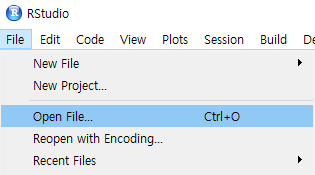 R RStudio
File Edit Code View Plots Session Build
New File
New Project...
Open File... Ctrl+O
Reopen with Encoding...
Recent Files